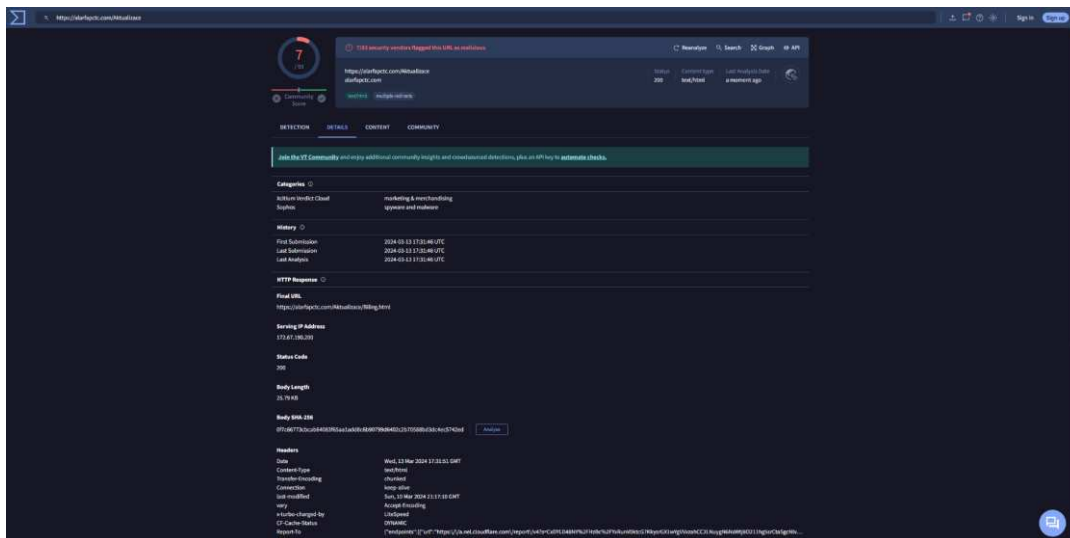 https://alarfapctc.com/Aktualizace
Sign in
Sign up
7
/ 93
Community
Score
7/93 security vendors flagged this URL as malicious
Reanalyze
Search
Graph
API
https://alarfapctc.com/Aktualizace
alarfapctc.com
text/html
multiple-redirects
Status
200
Content type
text/html
Last Analysis Date
a moment ago
DETECTION
DETAILS
CONTENT
COMMUNITY
Join the VT Community and enjoy additional community insights and crowdsourced detections, plus an API key to automate checks.
Categories
Xcitium Verdict Cloud marketing & merchandising
Sophos spyware and malware
History
First Submission 2024-03-13 17:31:46 UTC
Last Submission 2024-03-13 17:31:46 UTC
Last Analysis 2024-03-13 17:31:46 UTC
HTTP Response
Final URL
https://alarfapctc.com/Aktualizace/Billing.html
Serving IP Address
Status Code
200
Body Length
25.79 KB
Body SHA-256
Analyse
Headers
Date Wed, 13 Mar 2024 17:31:51 GMT
Content-Type text/html
Transfer-Encoding chunked
Connection keep-alive
last-modified Sun, 10 Mar 2024 21:17:10 GMT
vary Accept-Encoding
x-turbo-charged-by LiteSpeed
CF-Cache-Status DYNAMIC
Report-To